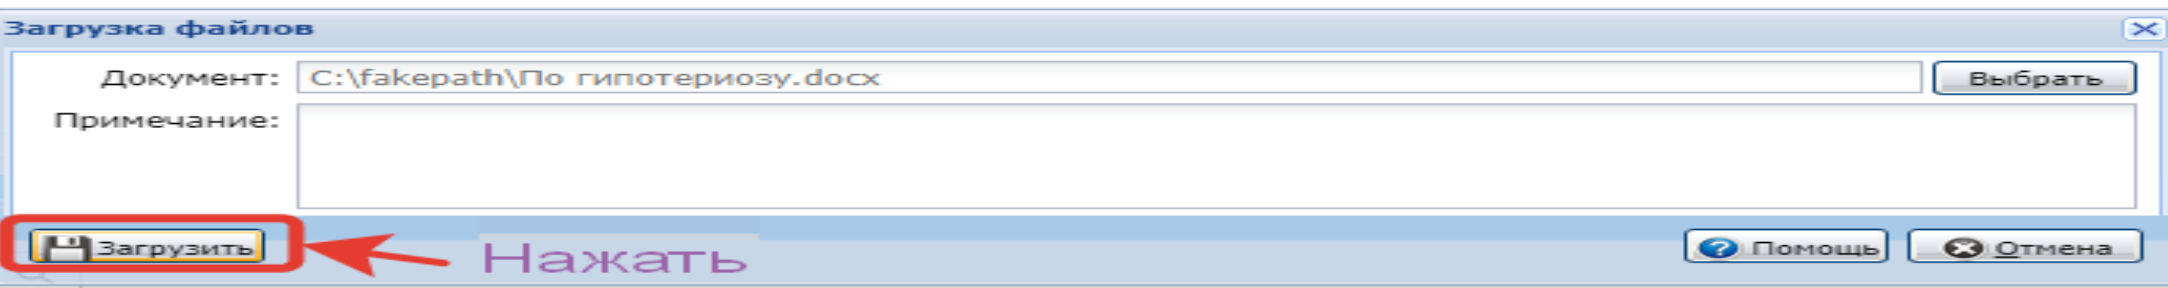 Загрузка файлов
Документ: C:\fakepath\По гипотериозу.docx Выбрать
Примечание:
Загрузить Нажать Помощь Отмена